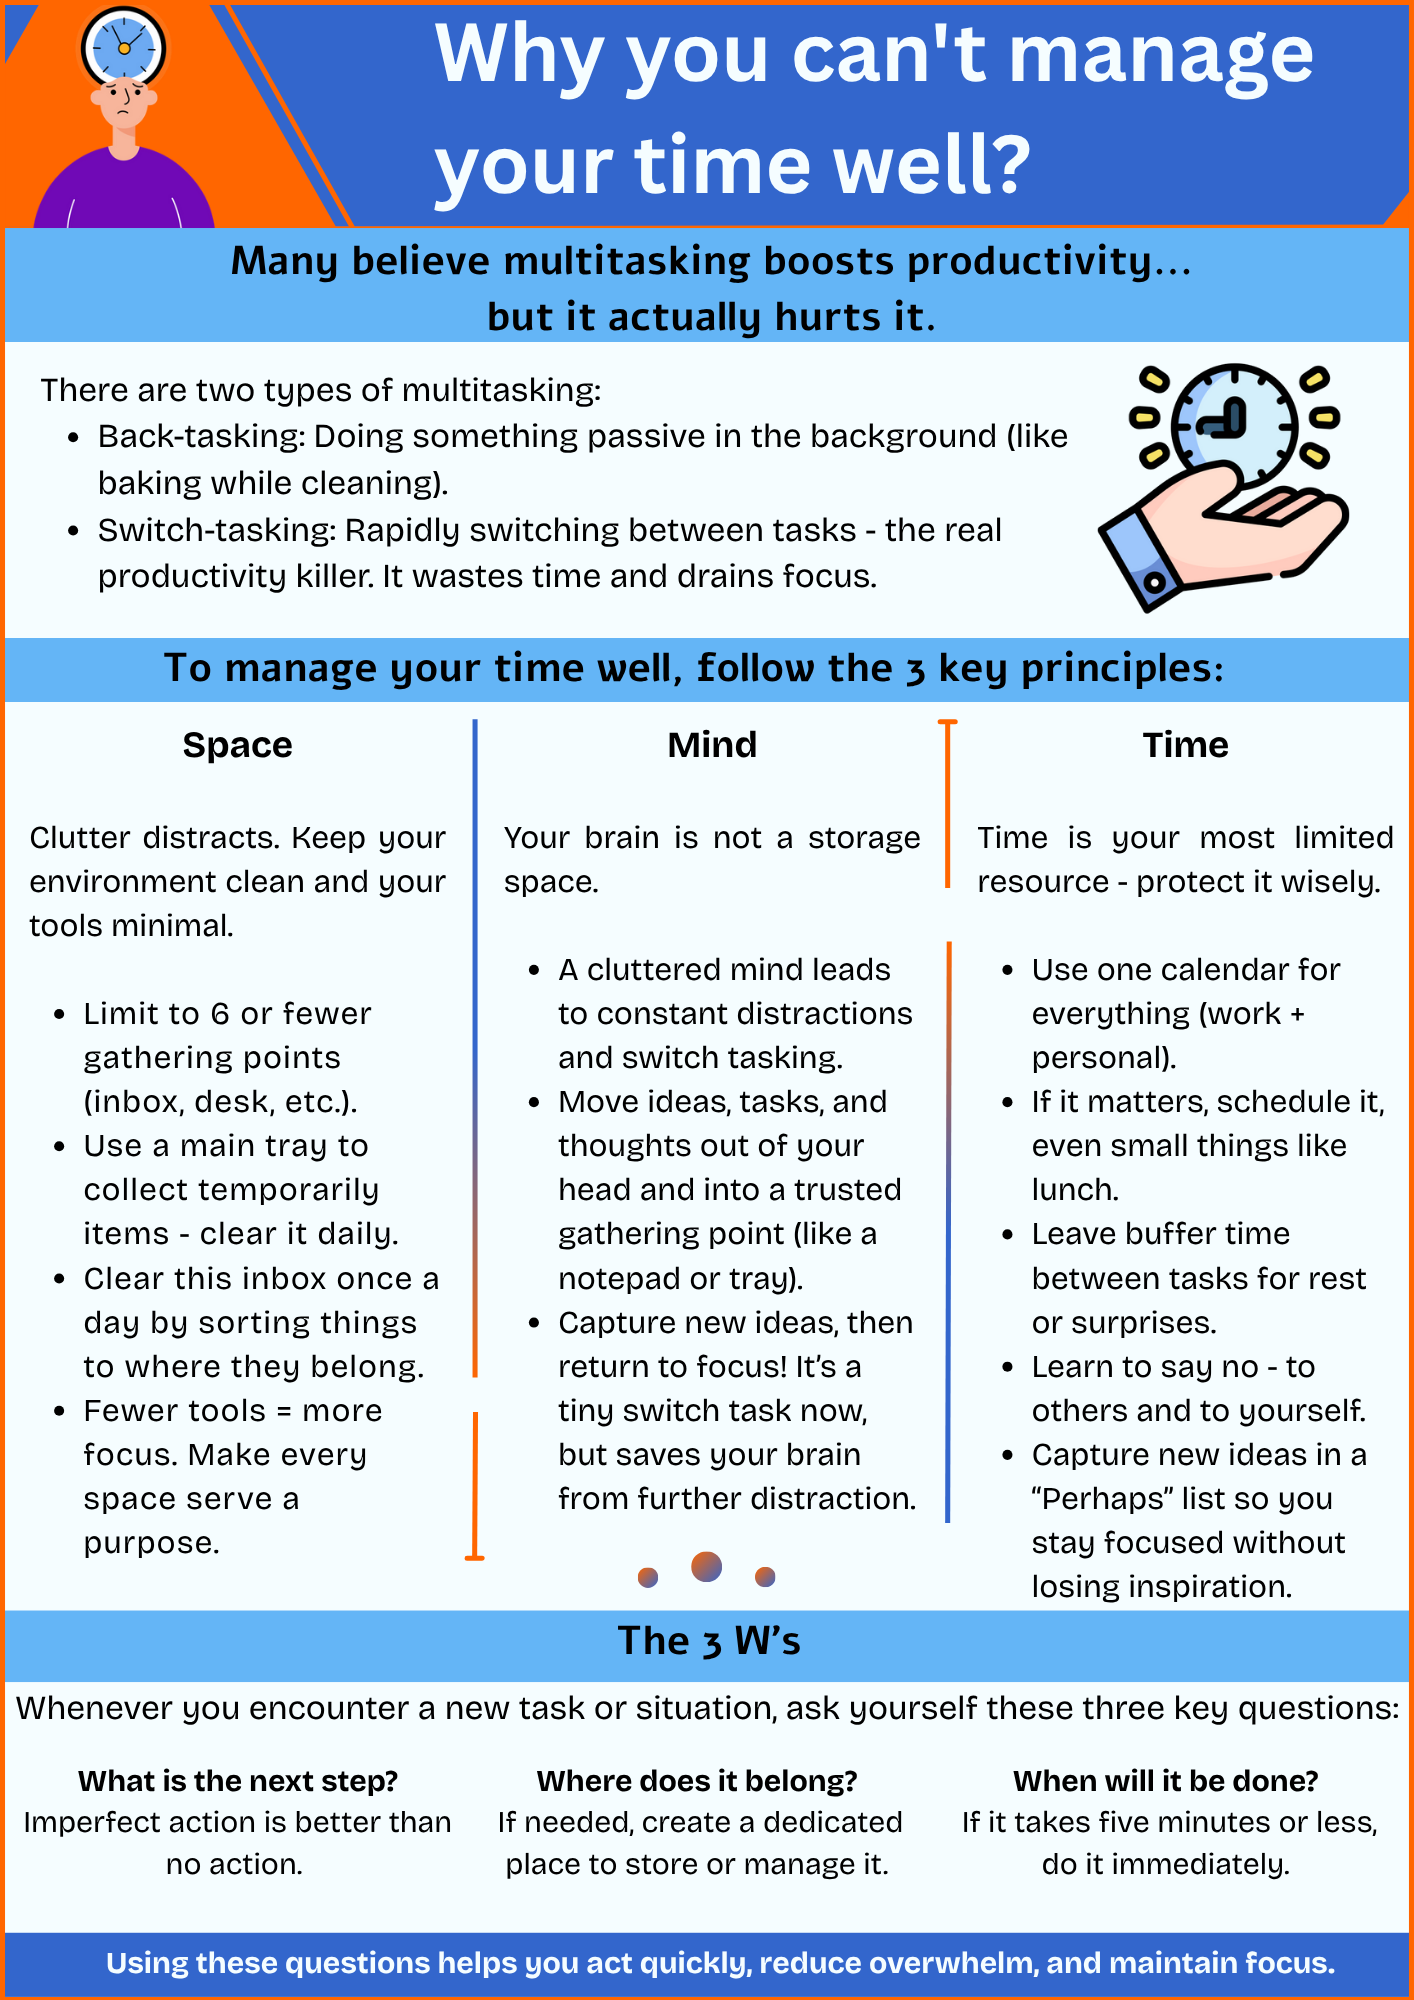 Why you can't manage
your time well?
Many believe multitasking boosts productivity...
but it actually hurts it.
There are two types of multitasking:
• Back-tasking: Doing something passive in the background (like
baking while cleaning).
• Switch-tasking: Rapidly switching between tasks - the real
productivity killer. It wastes time and drains focus.
To manage your time well, follow the 3 key principles:
Space
Clutter distracts. Keep your
environment clean and your
tools minimal.
• Limit to 6 or fewer
gathering points
(inbox, desk, etc.).
• Use a main tray to
collect temporarily
items - clear it daily.
• Clear this inbox once a
day by sorting things
to where they belong.
• Fewer tools = more
focus. Make every
space serve a
purpose.
Mind
Your brain is not a storage
space.
• A cluttered mind leads
to constant distractions
and switch tasking.
• Move ideas, tasks, and
thoughts out of your
head and into a trusted
gathering point (like a
notepad or tray).
• Capture new ideas, then
return to focus! It’s a
tiny switch task now,
but saves your brain
from further distraction.
Time
Time is your most limited
resource - protect it wisely.
• Use one calendar for
everything (work +
personal).
• If it matters, schedule it,
even small things like
lunch.
• Leave buffer time
between tasks for rest
or surprises.
• Learn to say no - to
others and to yourself.
• Capture new ideas in a
“Perhaps” list so you
stay focused without
losing inspiration.
The 3 W’s
Whenever you encounter a new task or situation, ask yourself these three key questions:
What is the next step?
Imperfect action is better than
no action.
Where does it belong?
If needed, create a dedicated
place to store or manage it.
When will it be done?
If it takes five minutes or less,
do it immediately.
Using these questions helps you act quickly, reduce overwhelm, and maintain focus.